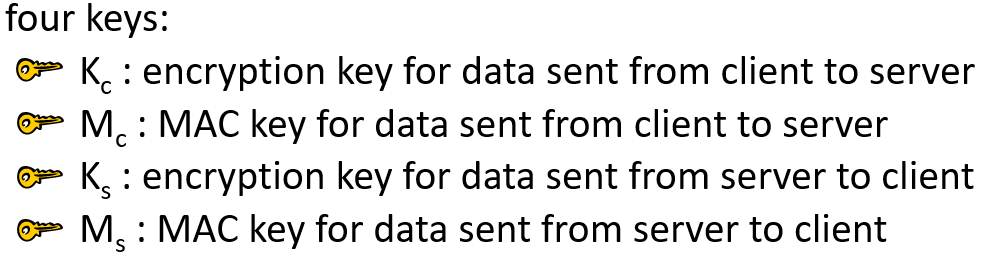 four keys:
K_c : encryption key for data sent from client to server
M_c : MAC key for data sent from client to server
K_s : encryption key for data sent from server to client
M_s : MAC key for data sent from server to client